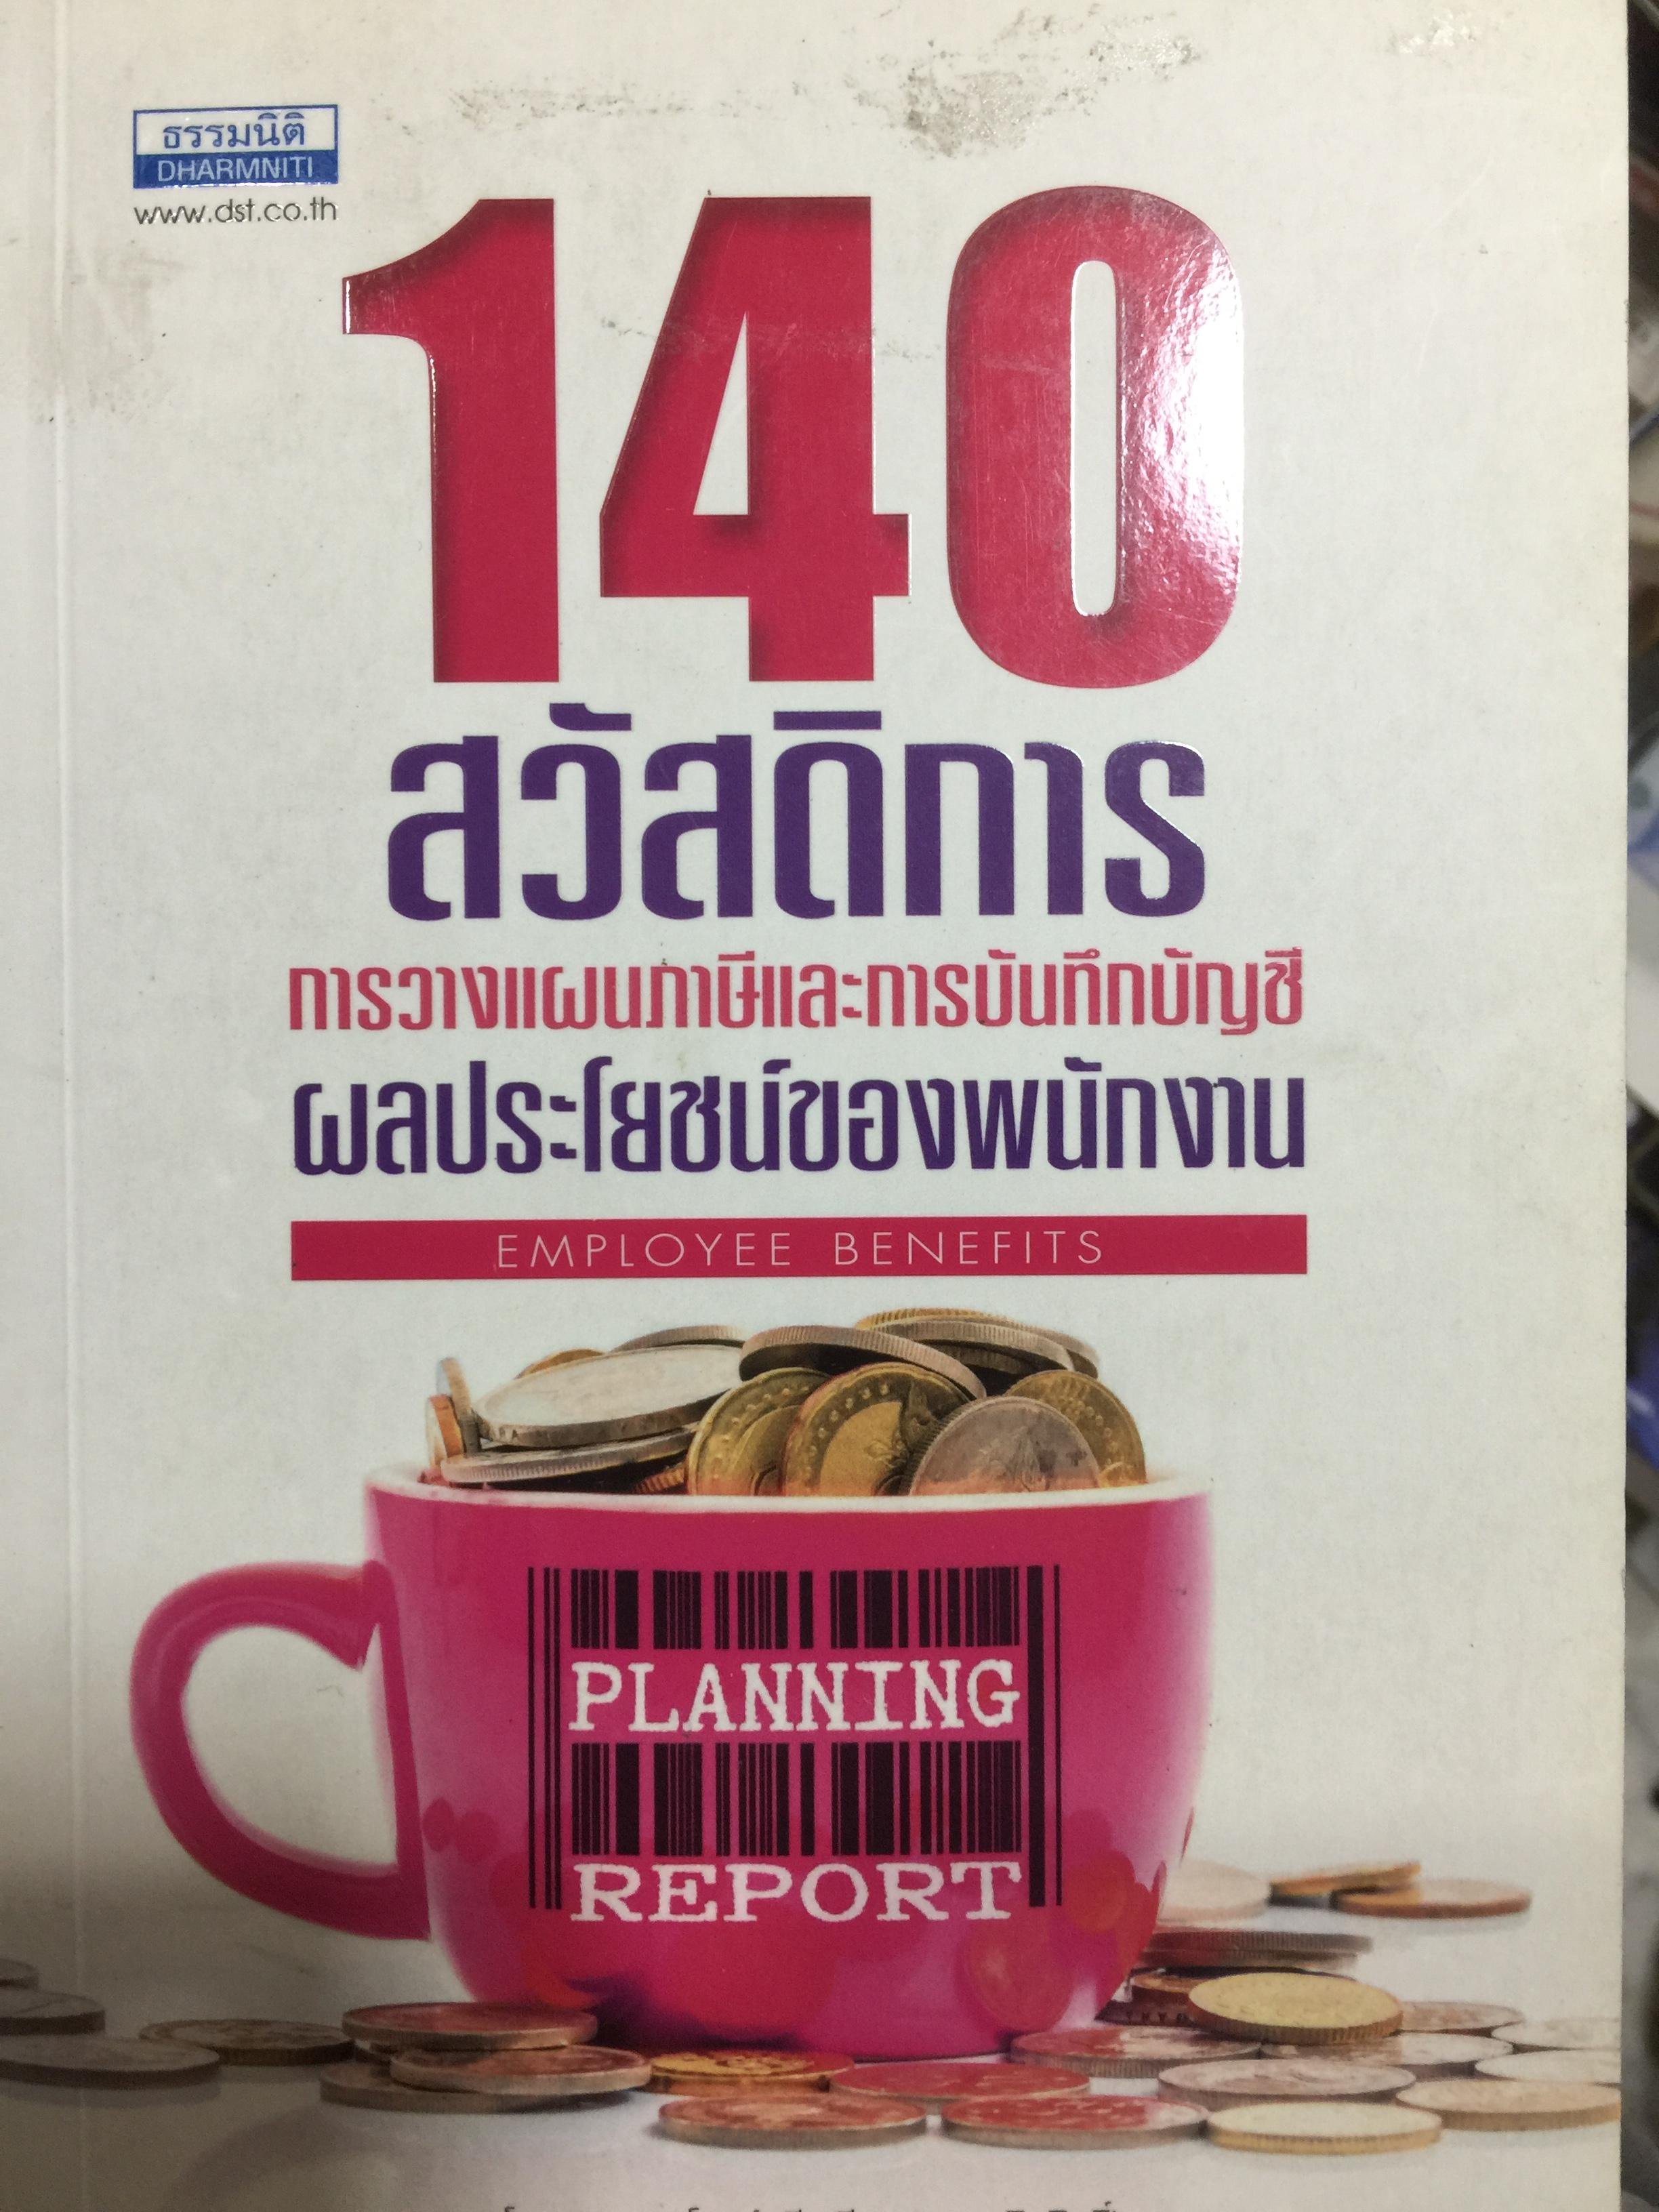 ธรรมนิติ
DHARMNITI
www.dst.co.th
140
สวัสดิการ
การวางแผนภาษีและการบันทึกบัญชี
ผลประโยชน์ของพนักงาน
EMPLOYEE BENEFITS
PLANNING
REPORT